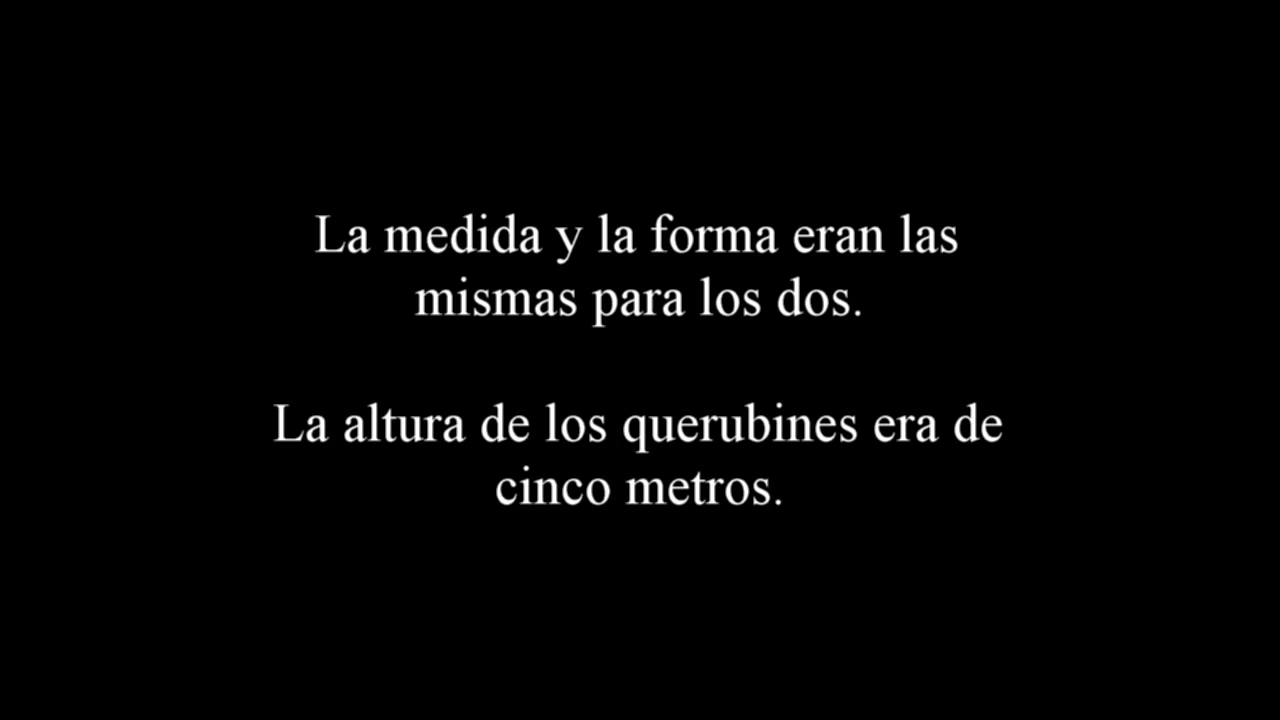 La medida y la forma eran las
mismas para los dos.
La altura de los querubines era de
cinco metros.